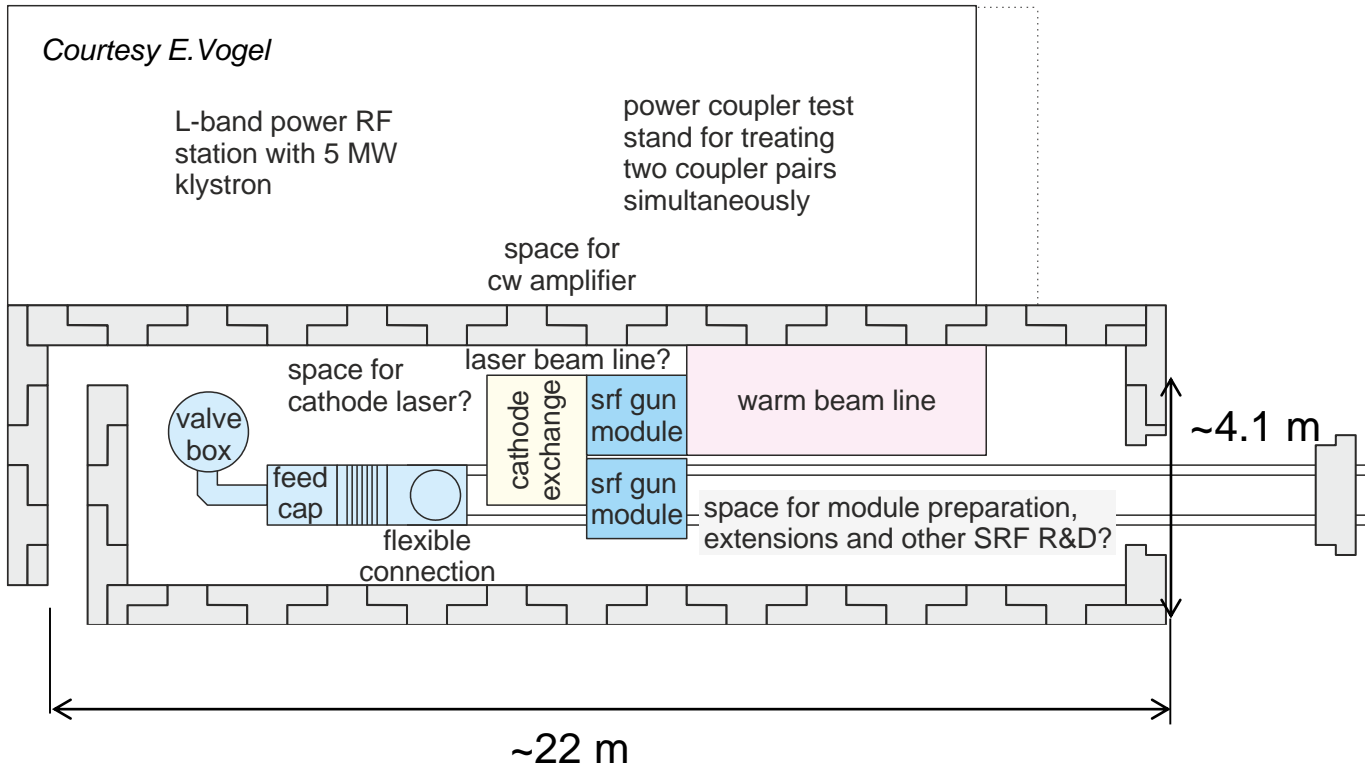 Courtesy E.Vogel
L-band power RF
station with 5 MW
klystron
power coupler test
stand for treating
two coupler pairs
simultaneously
space for
cw amplifier
space for
cathode laser?
laser beam line?
valve
box
feed
cap
flexible
connection
cathode
exchange
srf gun
module
srf gun
module
warm beam line
space for module preparation,
extensions and other SRF R&D?
~4.1 m
~22 m